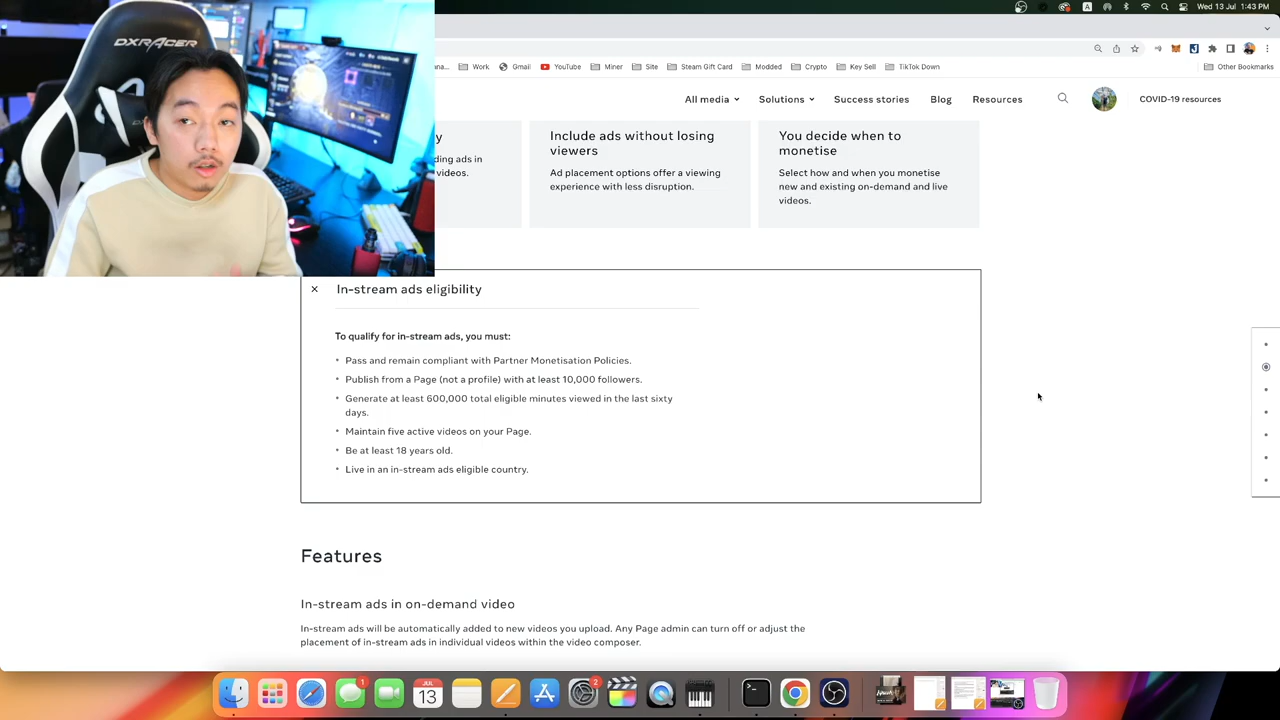 DXRACER
Wed 13 Jul 1:43 PM
Work
Gmail
YouTube
Miner
Site
Steam Gift Card
Modded
Crypto
Key Sell
TikTok Down
Other Bookmarks
All media
Solutions
Success stories
Blog
Resources
COVID-19 resources
ding ads in
videos.
Include ads without losing
viewers
Ad placement options offer a viewing
experience with less disruption.
You decide when to
monetise
Select how and when you monetise
new and existing on-demand and live
videos.
× In-stream ads eligibility
To qualify for in-stream ads, you must:
• Pass and remain compliant with Partner Monetisation Policies.
• Publish from a Page (not a profile) with at least 10,000 followers.
• Generate at least 600,000 total eligible minutes viewed in the last sixty
days.
• Maintain five active videos on your Page.
• Be at least 18 years old.
• Live in an in-stream ads eligible country.
Features
In-stream ads in on-demand video
In-stream ads will be automatically added to new videos you upload. Any Page admin can turn off or adjust the
placement of in-stream ads in individual videos within the video composer.
1
JUL
13
2